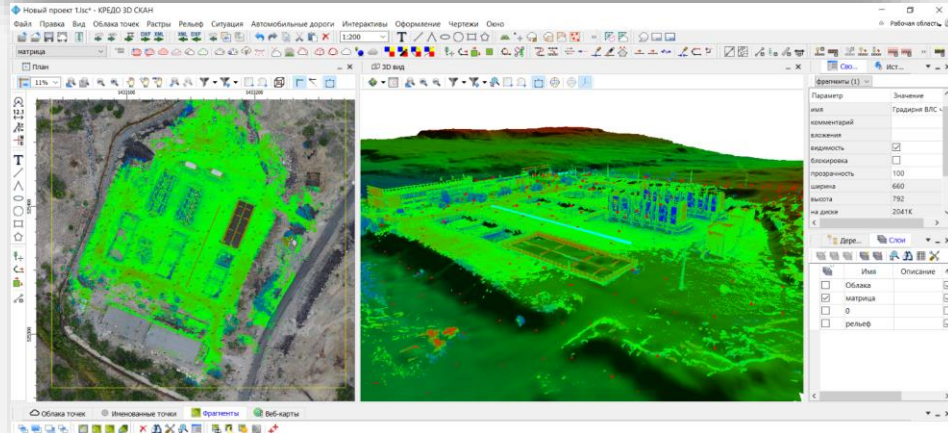 Новый проект 1.lsc* - КРЕДО 3D СКАН
Файл Правка Вид Облака точек Растры Рельеф Ситуация Автомобильные дороги Интерактивы Оформление Чертежи Окно
Рабочая область
1:200
матрица
План
3D вид
Сво...
Ист...
11%
фрагменты (1)
Параметр Значение
имя Градирня ВЛС
комментарий
вложения
видимость
блокировка
прозрачность 100
ширина 660
высота 792
на диске 2041К
Дере...
Слои
Имя Описание
Облака
матрица
0
рельеф
Облака точек Именованные точки Фрагменты Веб-карты